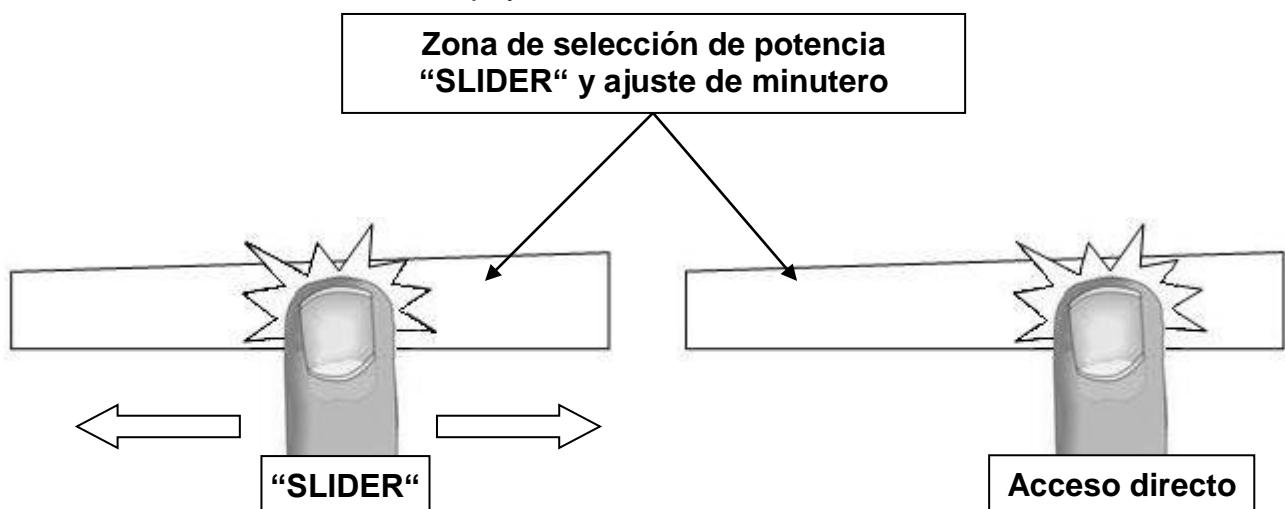 Zona de selección de potencia
“SLIDER“ y ajuste de minutero
“SLIDER“
Acceso directo